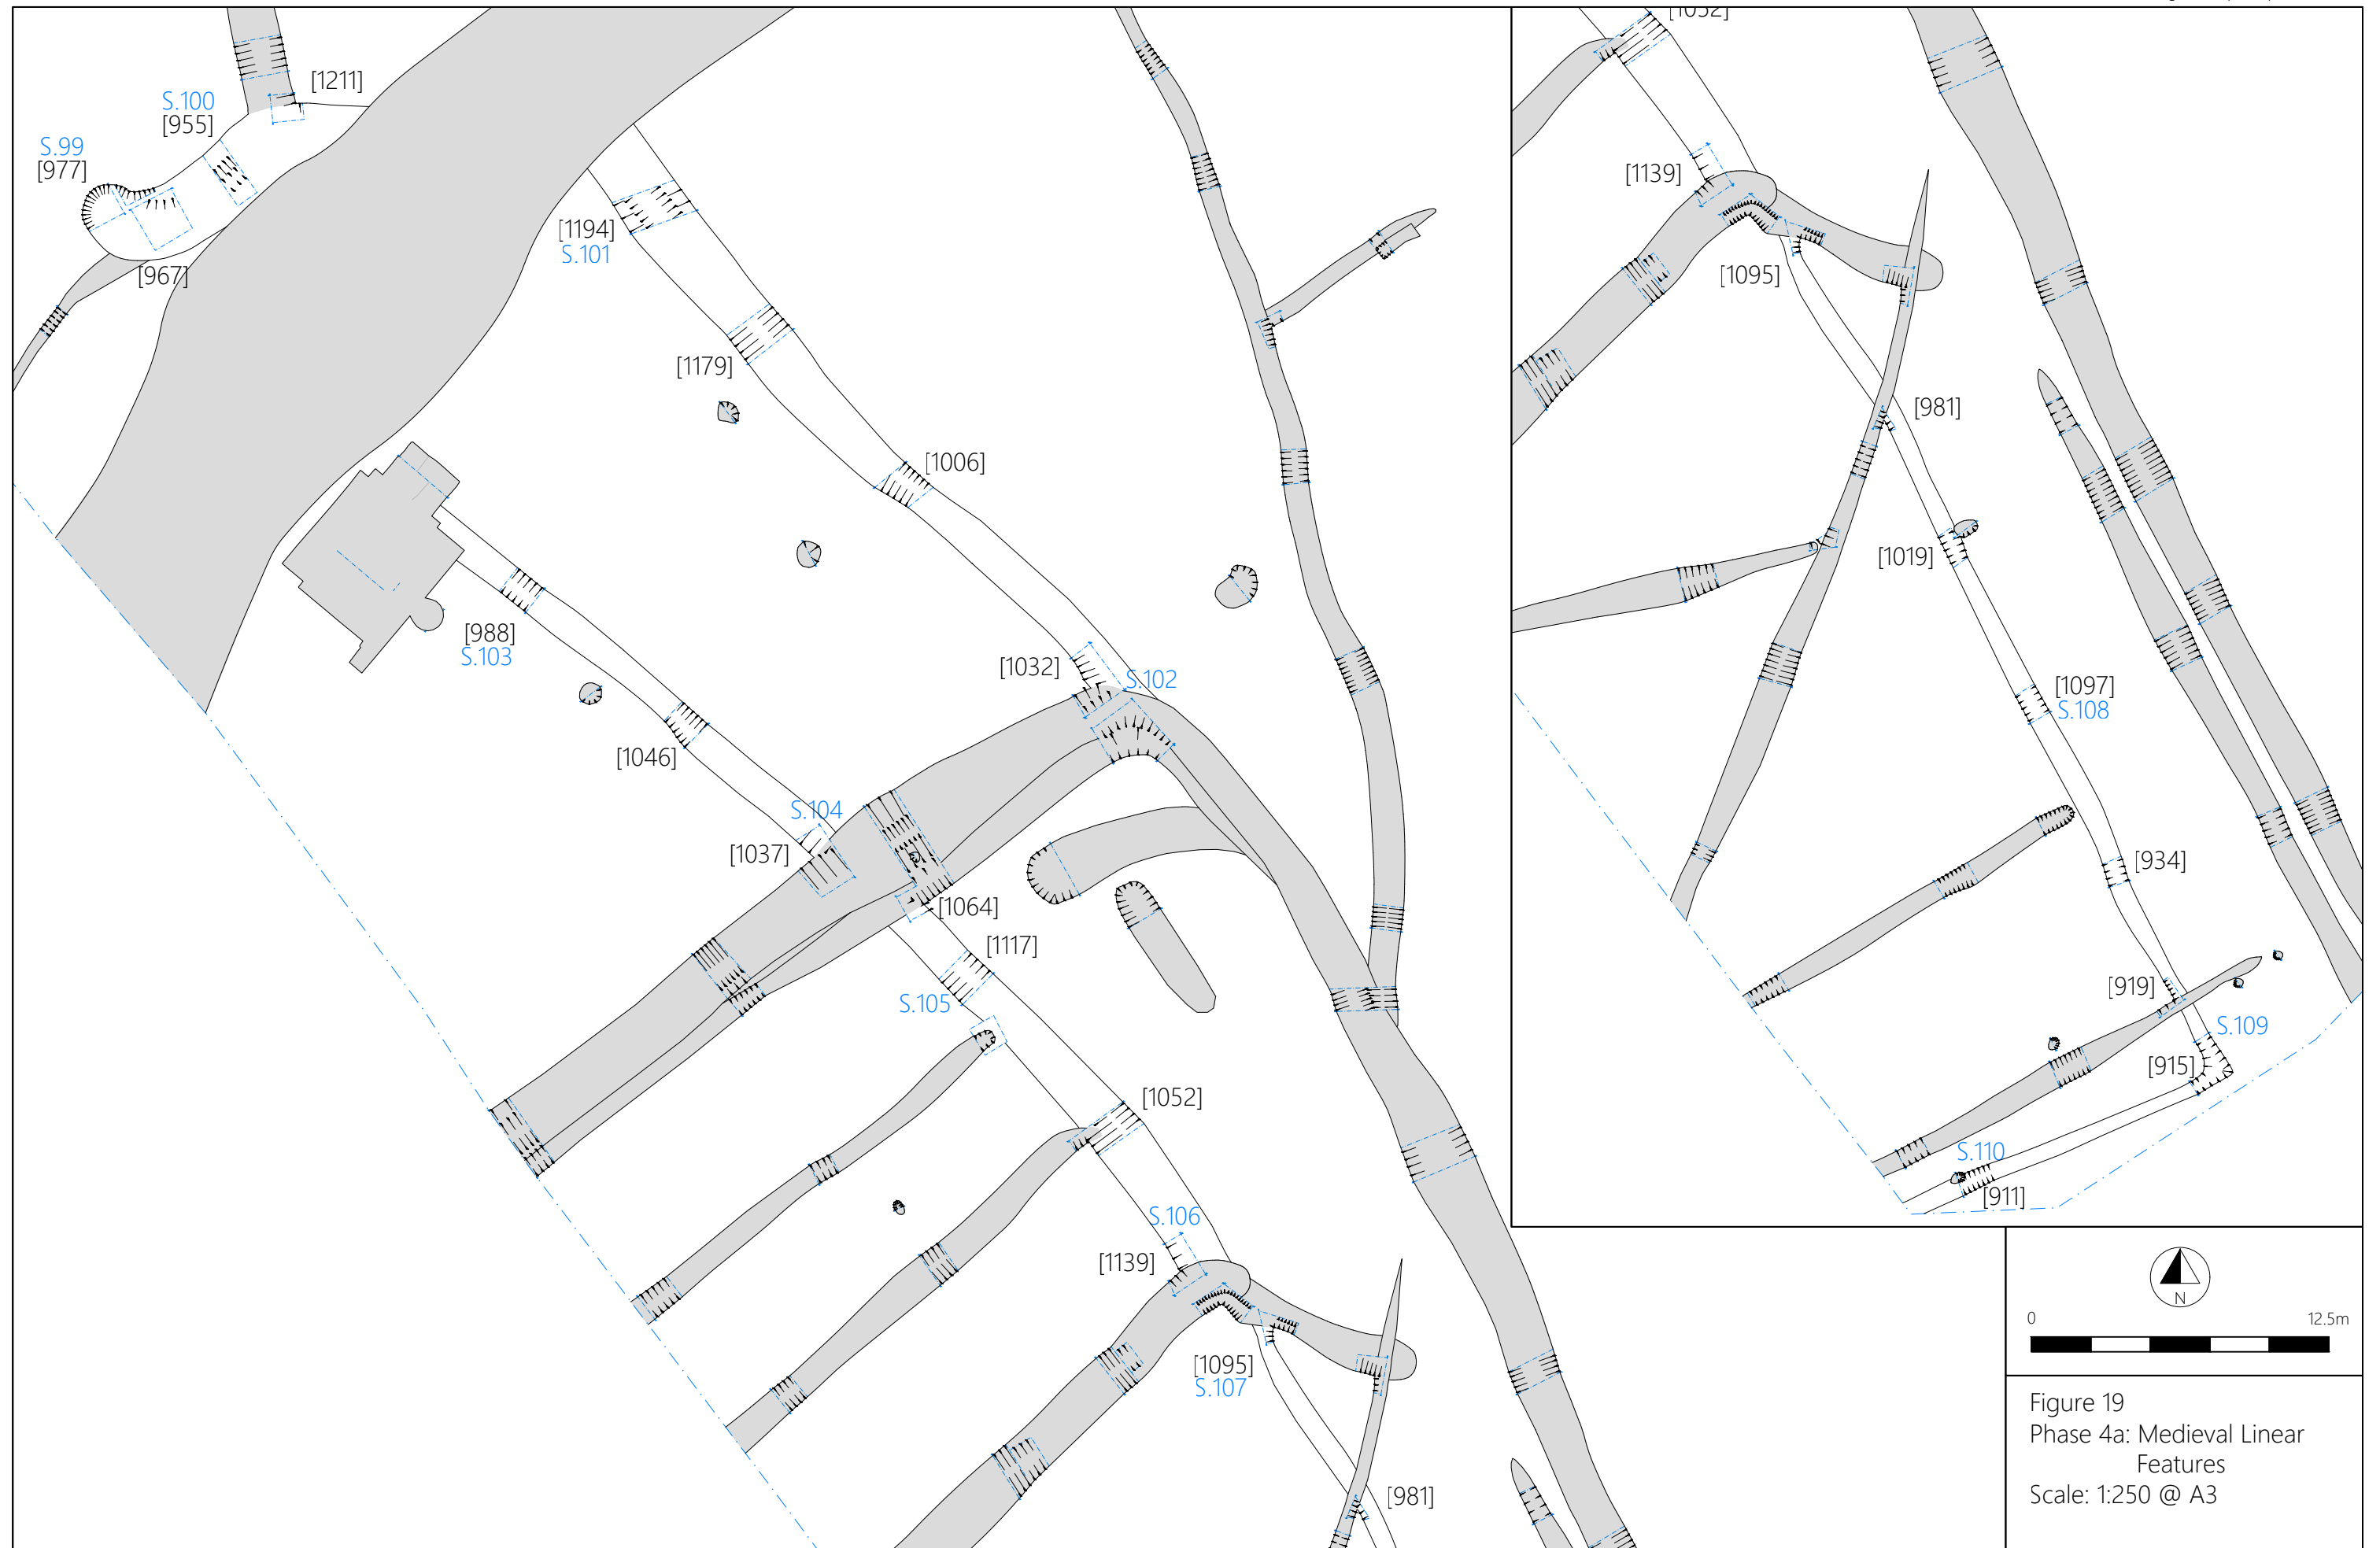 [1211]
S.100
[955]
S.99
[977]
[967]
[1194]
S.101
[1179]
[1006]
[988]
S.103
[1032]
S.102
[1046]
S.104
[1037]
[1064]
[1117]
S.105
[1052]
S.106
[1139]
[1095]
S.107
[981]
[1052]
[1139]
[1095]
[981]
[1019]
[1097]
S.108
[934]
[919]
S.109
[915]
S.110
[911]
N
0
12.5m
Figure 19
Phase 4a: Medieval Linear
Features
Scale: 1:250 @ A3